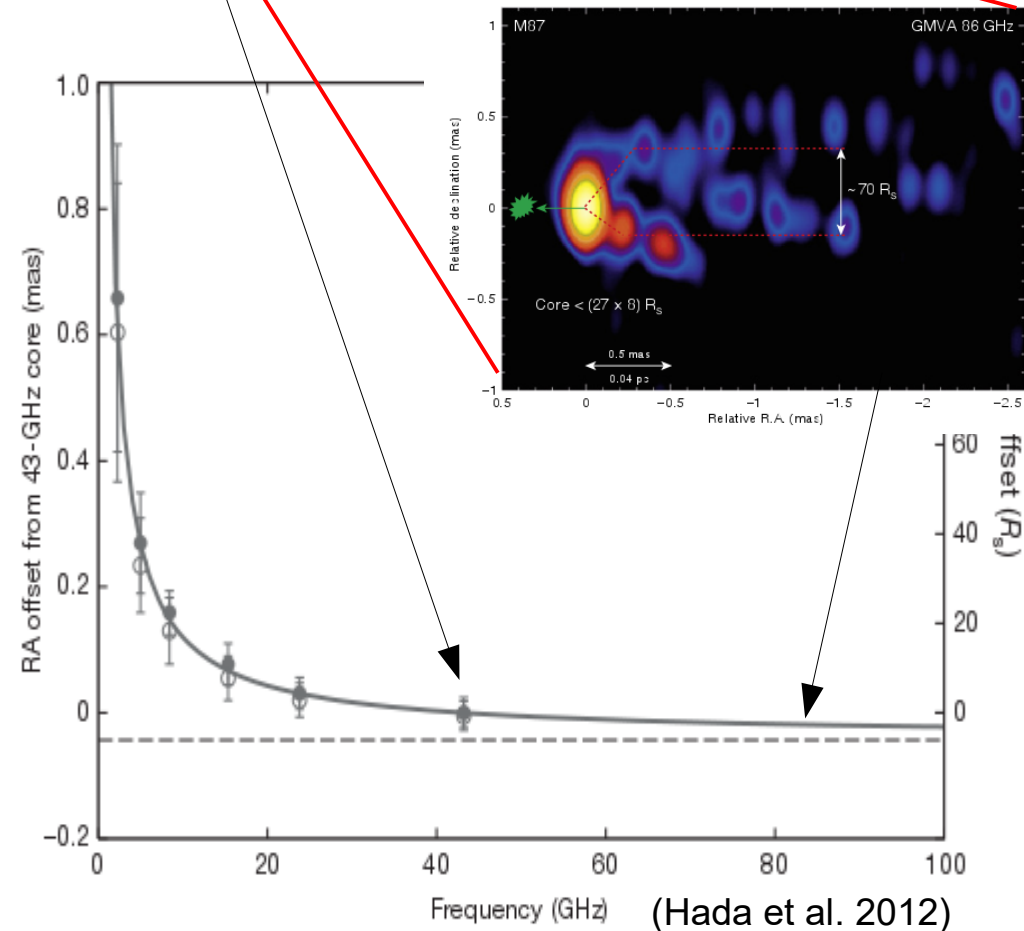 M87
GMVA 86 GHz
1
0.5
0
−0.5
−1
Relative declination (mas)
~70 Rs
Core < (27 x 8) Rs
0.5 mas
0.04 pc
0.5
0
−0.5
−1
−1.5
−2
−2.5
Relative R.A. (mas)
1.0
0.8
0.6
0.4
0.2
0
−0.2
RA offset from 43-GHz core (mas)
60
40
20
0
ffset (Rs)
0
20
40
60
80
100
Frequency (GHz)
(Hada et al. 2012)